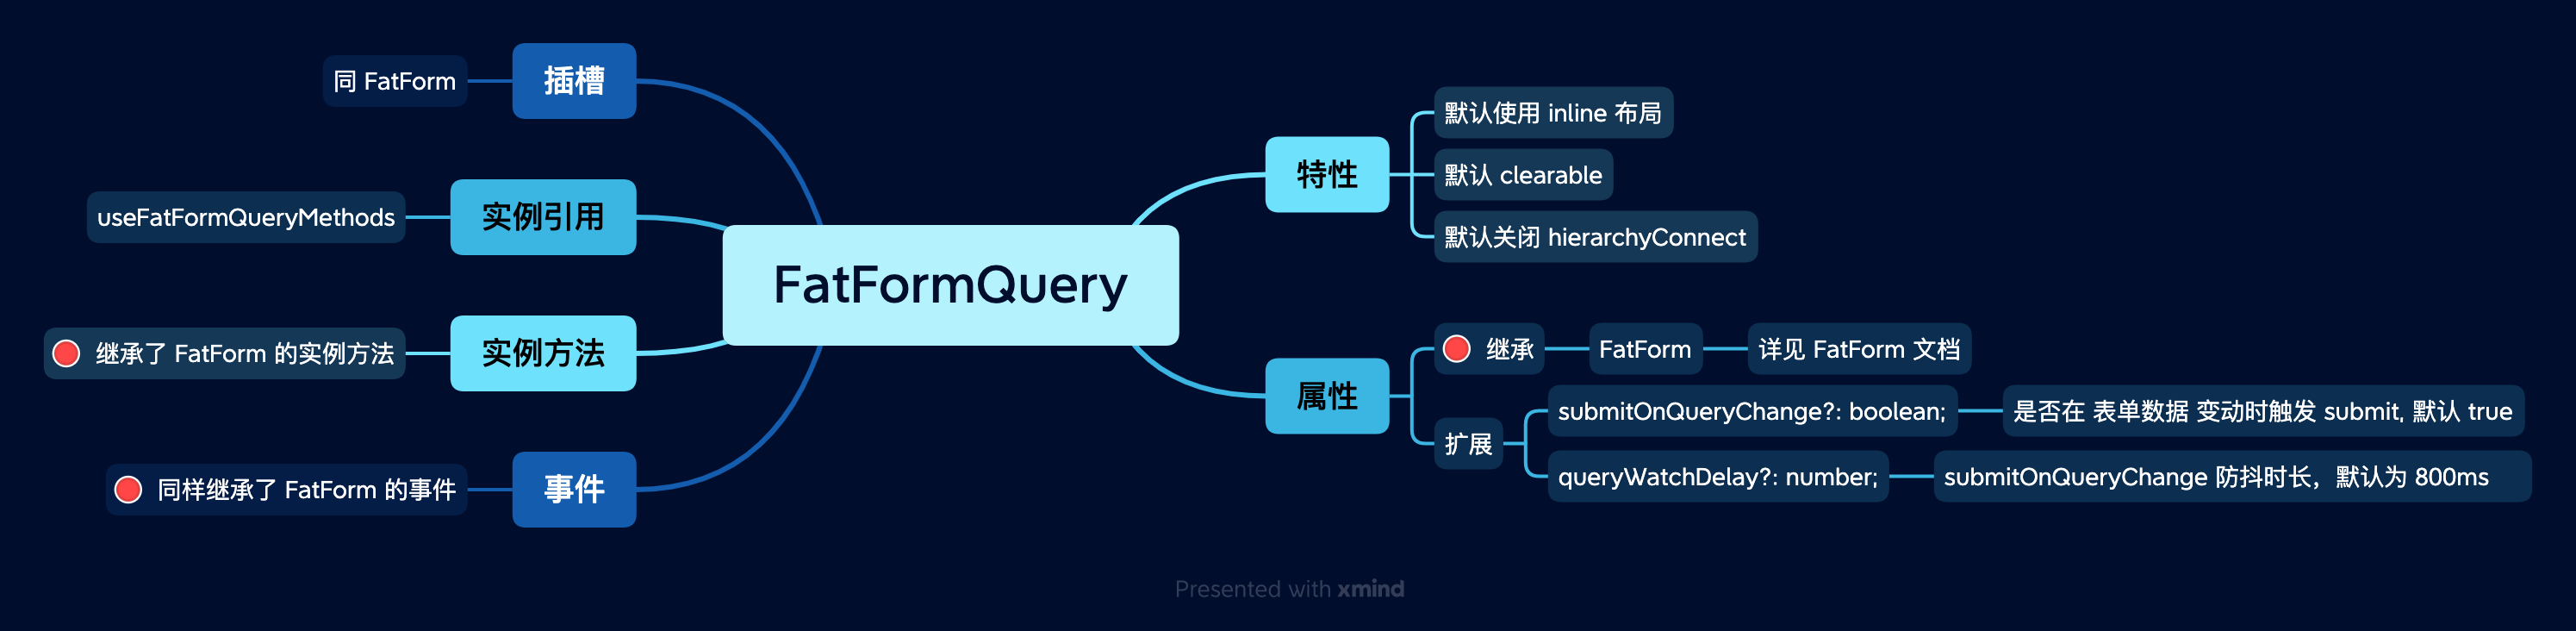 FatFormQuery
特性
默认使用 inline 布局
默认 clearable
默认关闭 hierarchyConnect
属性
继承
FatForm
详见 FatForm 文档
扩展
submitOnQueryChange?: boolean;
是否在 表单数据 变动时触发 submit, 默认 true
queryWatchDelay?: number;
submitOnQueryChange 防抖时长，默认为 800ms
插槽
同 FatForm
实例引用
useFatFormQueryMethods
实例方法
继承了 FatForm 的实例方法
事件
同样继承了 FatForm 的事件
Presented with xmind